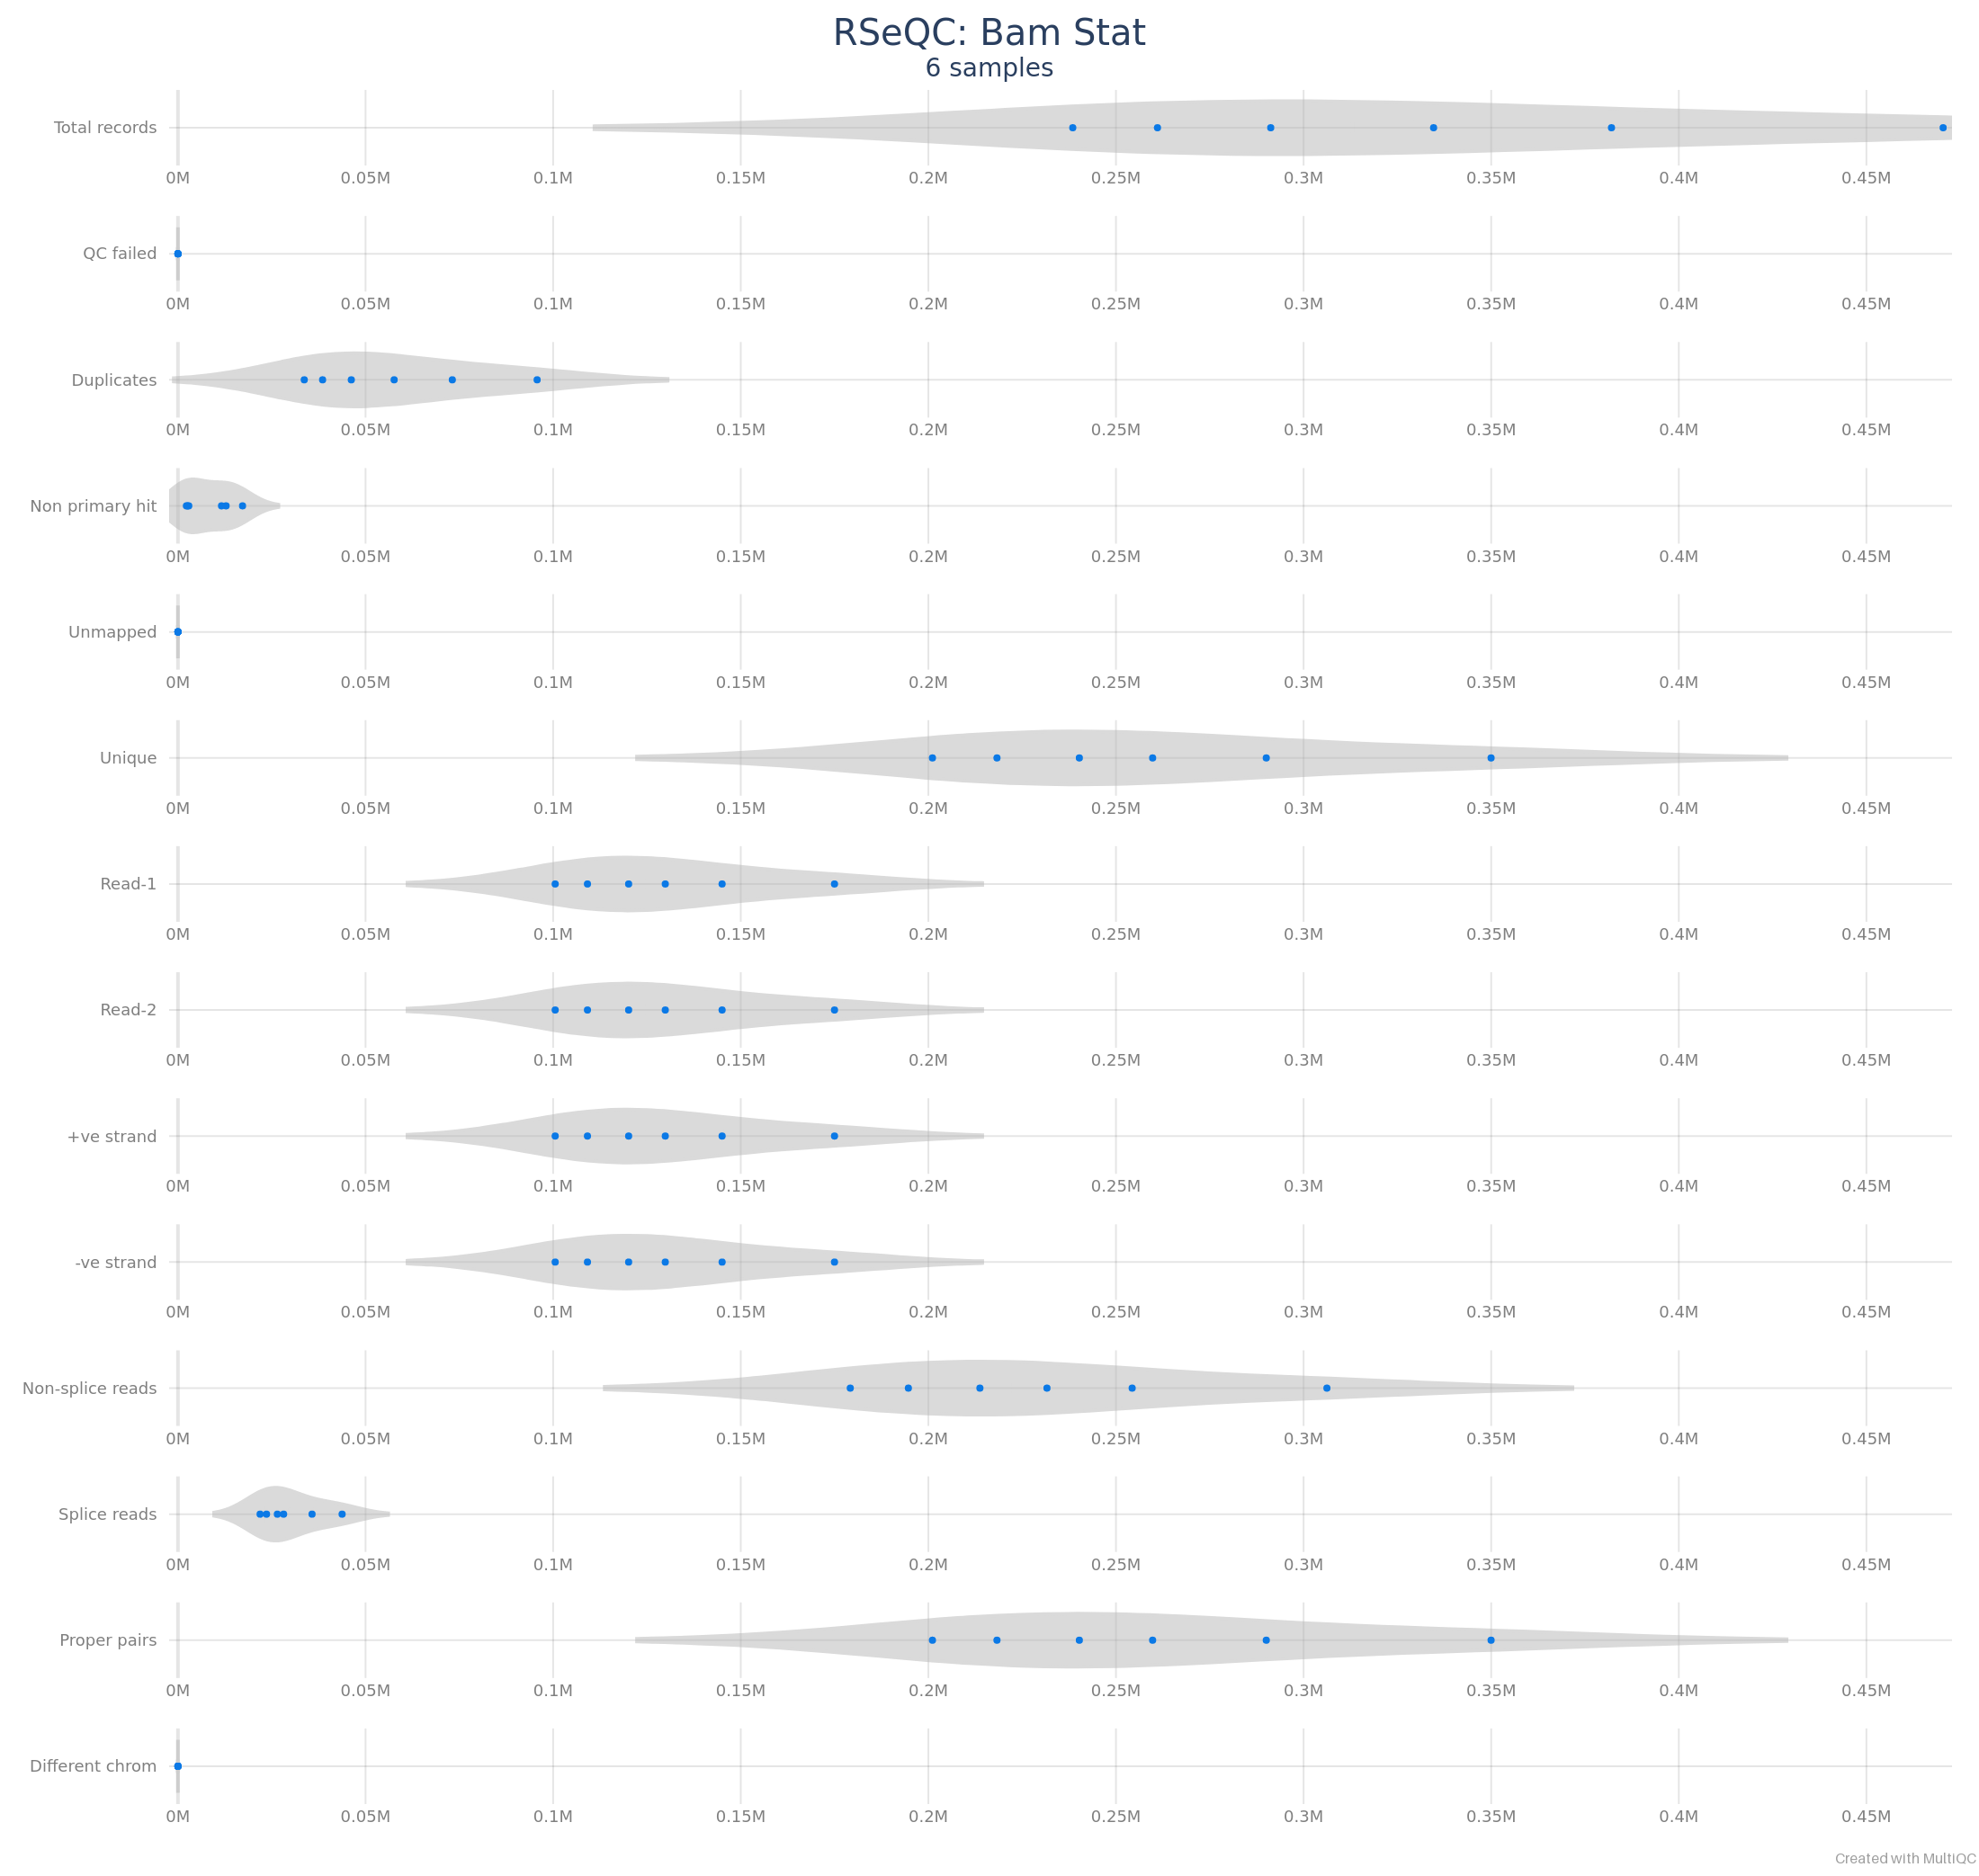 RSeQC: Bam Stat
6 samples
Total records
0M 0.05M 0.1M 0.15M 0.2M 0.25M 0.3M 0.35M 0.4M 0.45M
QC failed
0M 0.05M 0.1M 0.15M 0.2M 0.25M 0.3M 0.35M 0.4M 0.45M
Duplicates
0M 0.05M 0.1M 0.15M 0.2M 0.25M 0.3M 0.35M 0.4M 0.45M
Non primary hit
0M 0.05M 0.1M 0.15M 0.2M 0.25M 0.3M 0.35M 0.4M 0.45M
Unmapped
0M 0.05M 0.1M 0.15M 0.2M 0.25M 0.3M 0.35M 0.4M 0.45M
Unique
0M 0.05M 0.1M 0.15M 0.2M 0.25M 0.3M 0.35M 0.4M 0.45M
Read-1
0M 0.05M 0.1M 0.15M 0.2M 0.25M 0.3M 0.35M 0.4M 0.45M
Read-2
0M 0.05M 0.1M 0.15M 0.2M 0.25M 0.3M 0.35M 0.4M 0.45M
+ve strand
0M 0.05M 0.1M 0.15M 0.2M 0.25M 0.3M 0.35M 0.4M 0.45M
-ve strand
0M 0.05M 0.1M 0.15M 0.2M 0.25M 0.3M 0.35M 0.4M 0.45M
Non-splice reads
0M 0.05M 0.1M 0.15M 0.2M 0.25M 0.3M 0.35M 0.4M 0.45M
Splice reads
0M 0.05M 0.1M 0.15M 0.2M 0.25M 0.3M 0.35M 0.4M 0.45M
Proper pairs
0M 0.05M 0.1M 0.15M 0.2M 0.25M 0.3M 0.35M 0.4M 0.45M
Different chrom
0M 0.05M 0.1M 0.15M 0.2M 0.25M 0.3M 0.35M 0.4M 0.45M
Created with MultiQC